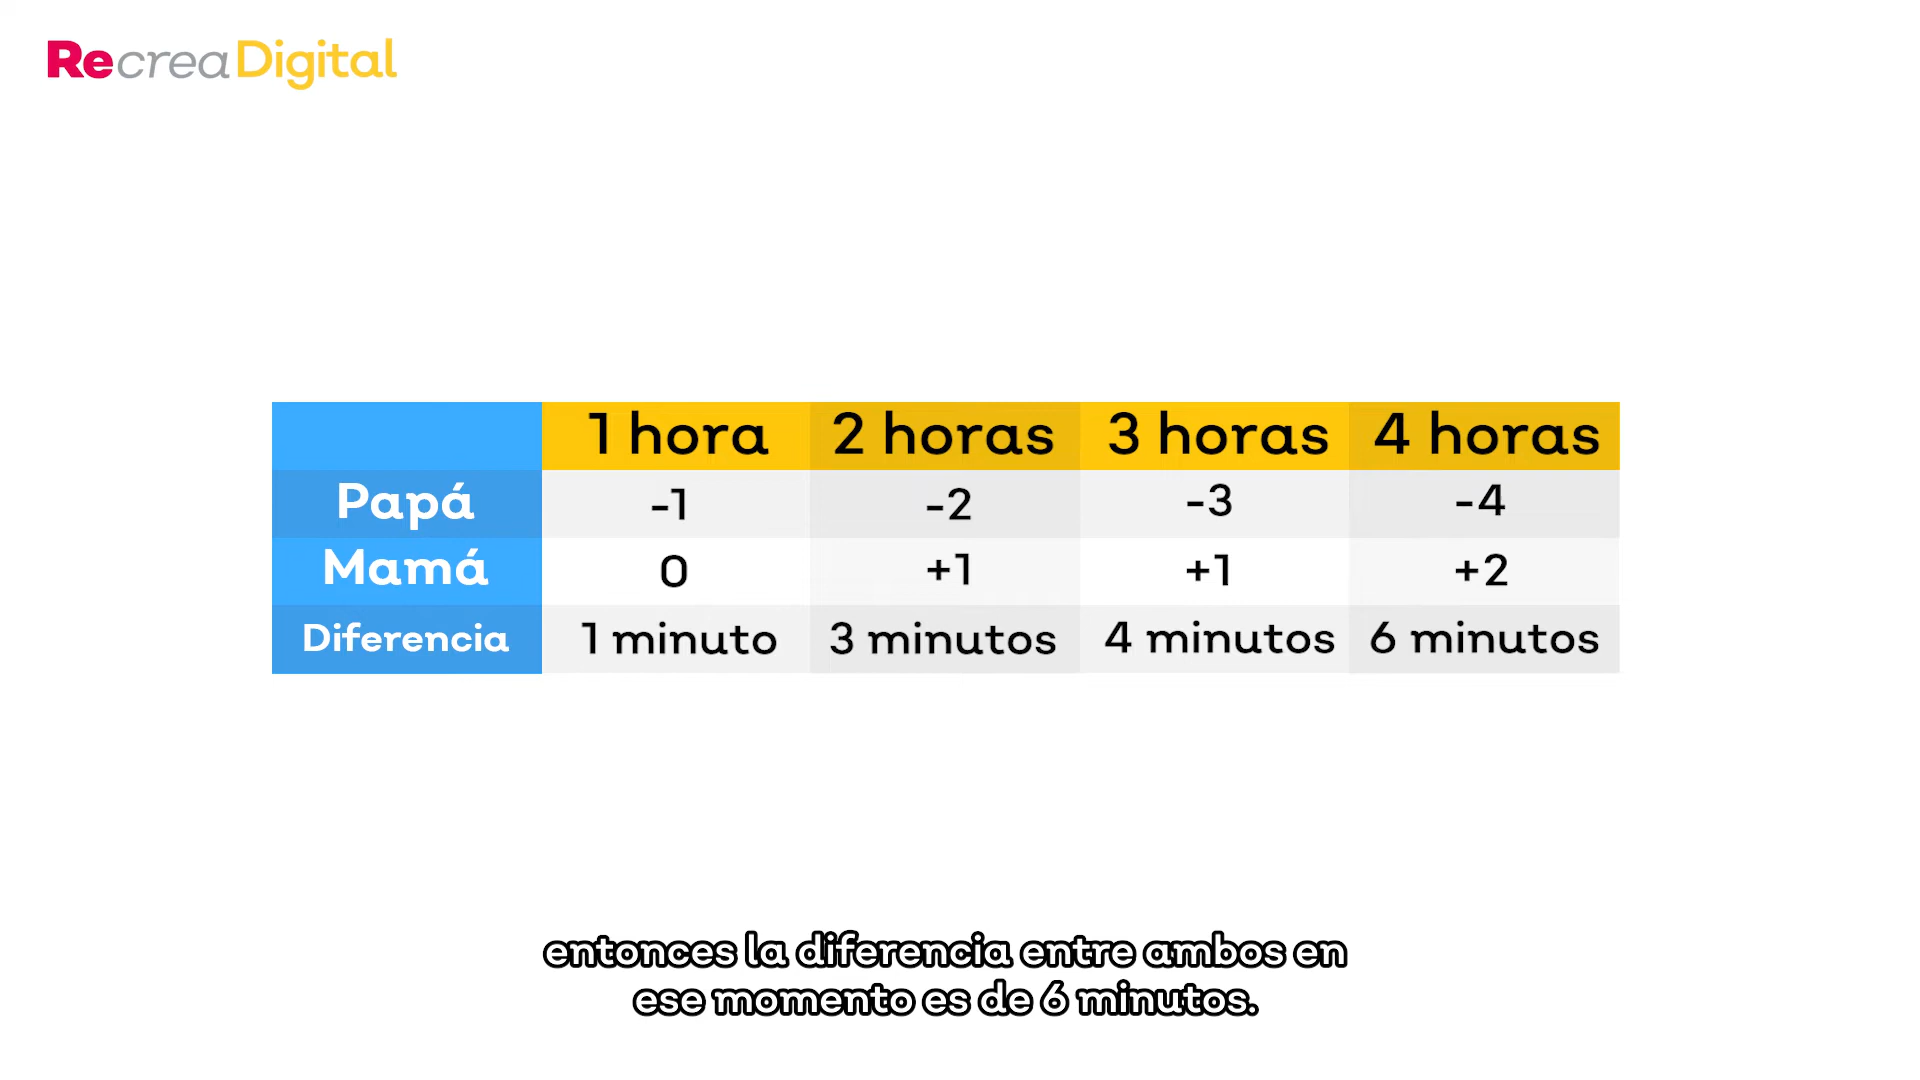 RecreaDigital
1 hora 2 horas 3 horas 4 horas
Papá -1 -2 -3 -4
Mamá 0 +1 +1 +2
Diferencia 1 minuto 3 minutos 4 minutos 6 minutos
entonces la diferencia entre ambos en
ese momento es de 6 minutos.